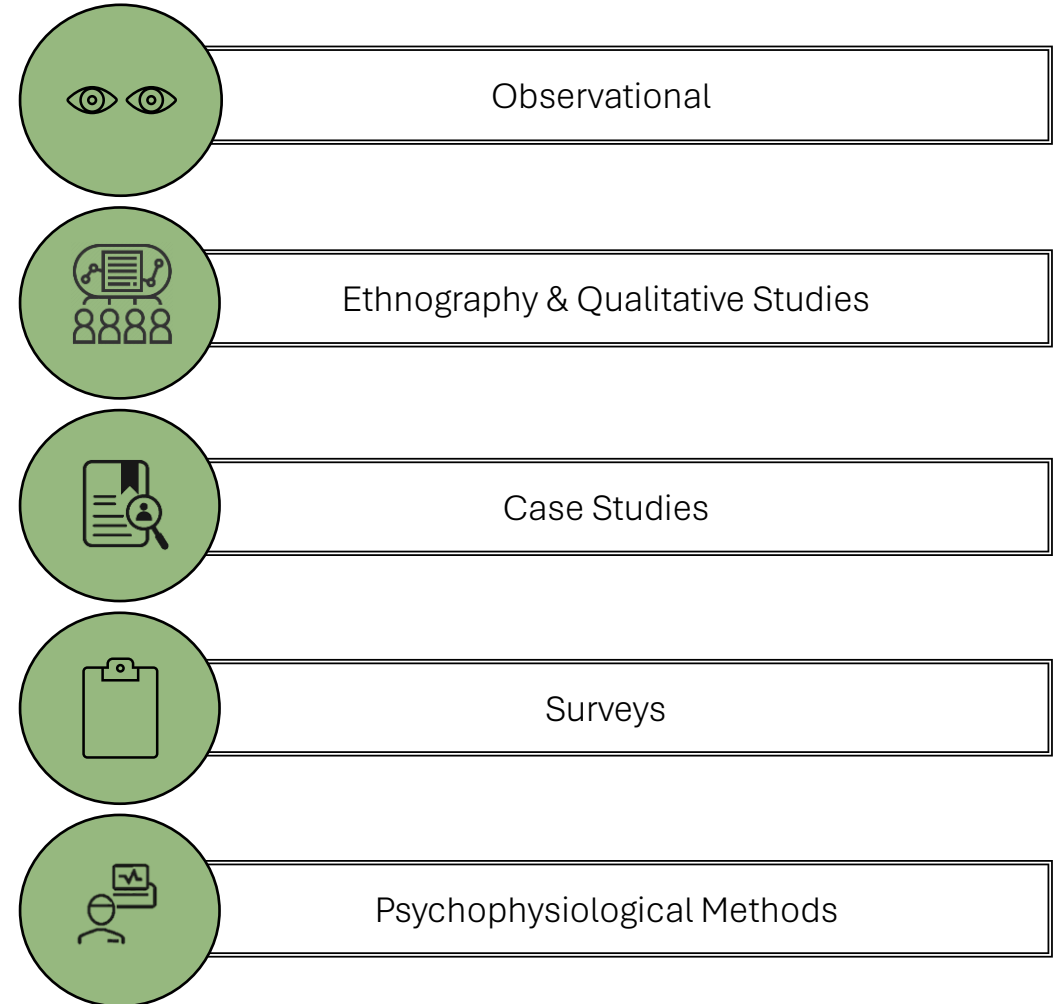 Observational
Ethnography & Qualitative Studies
Case Studies
Surveys
Psychophysiological Methods